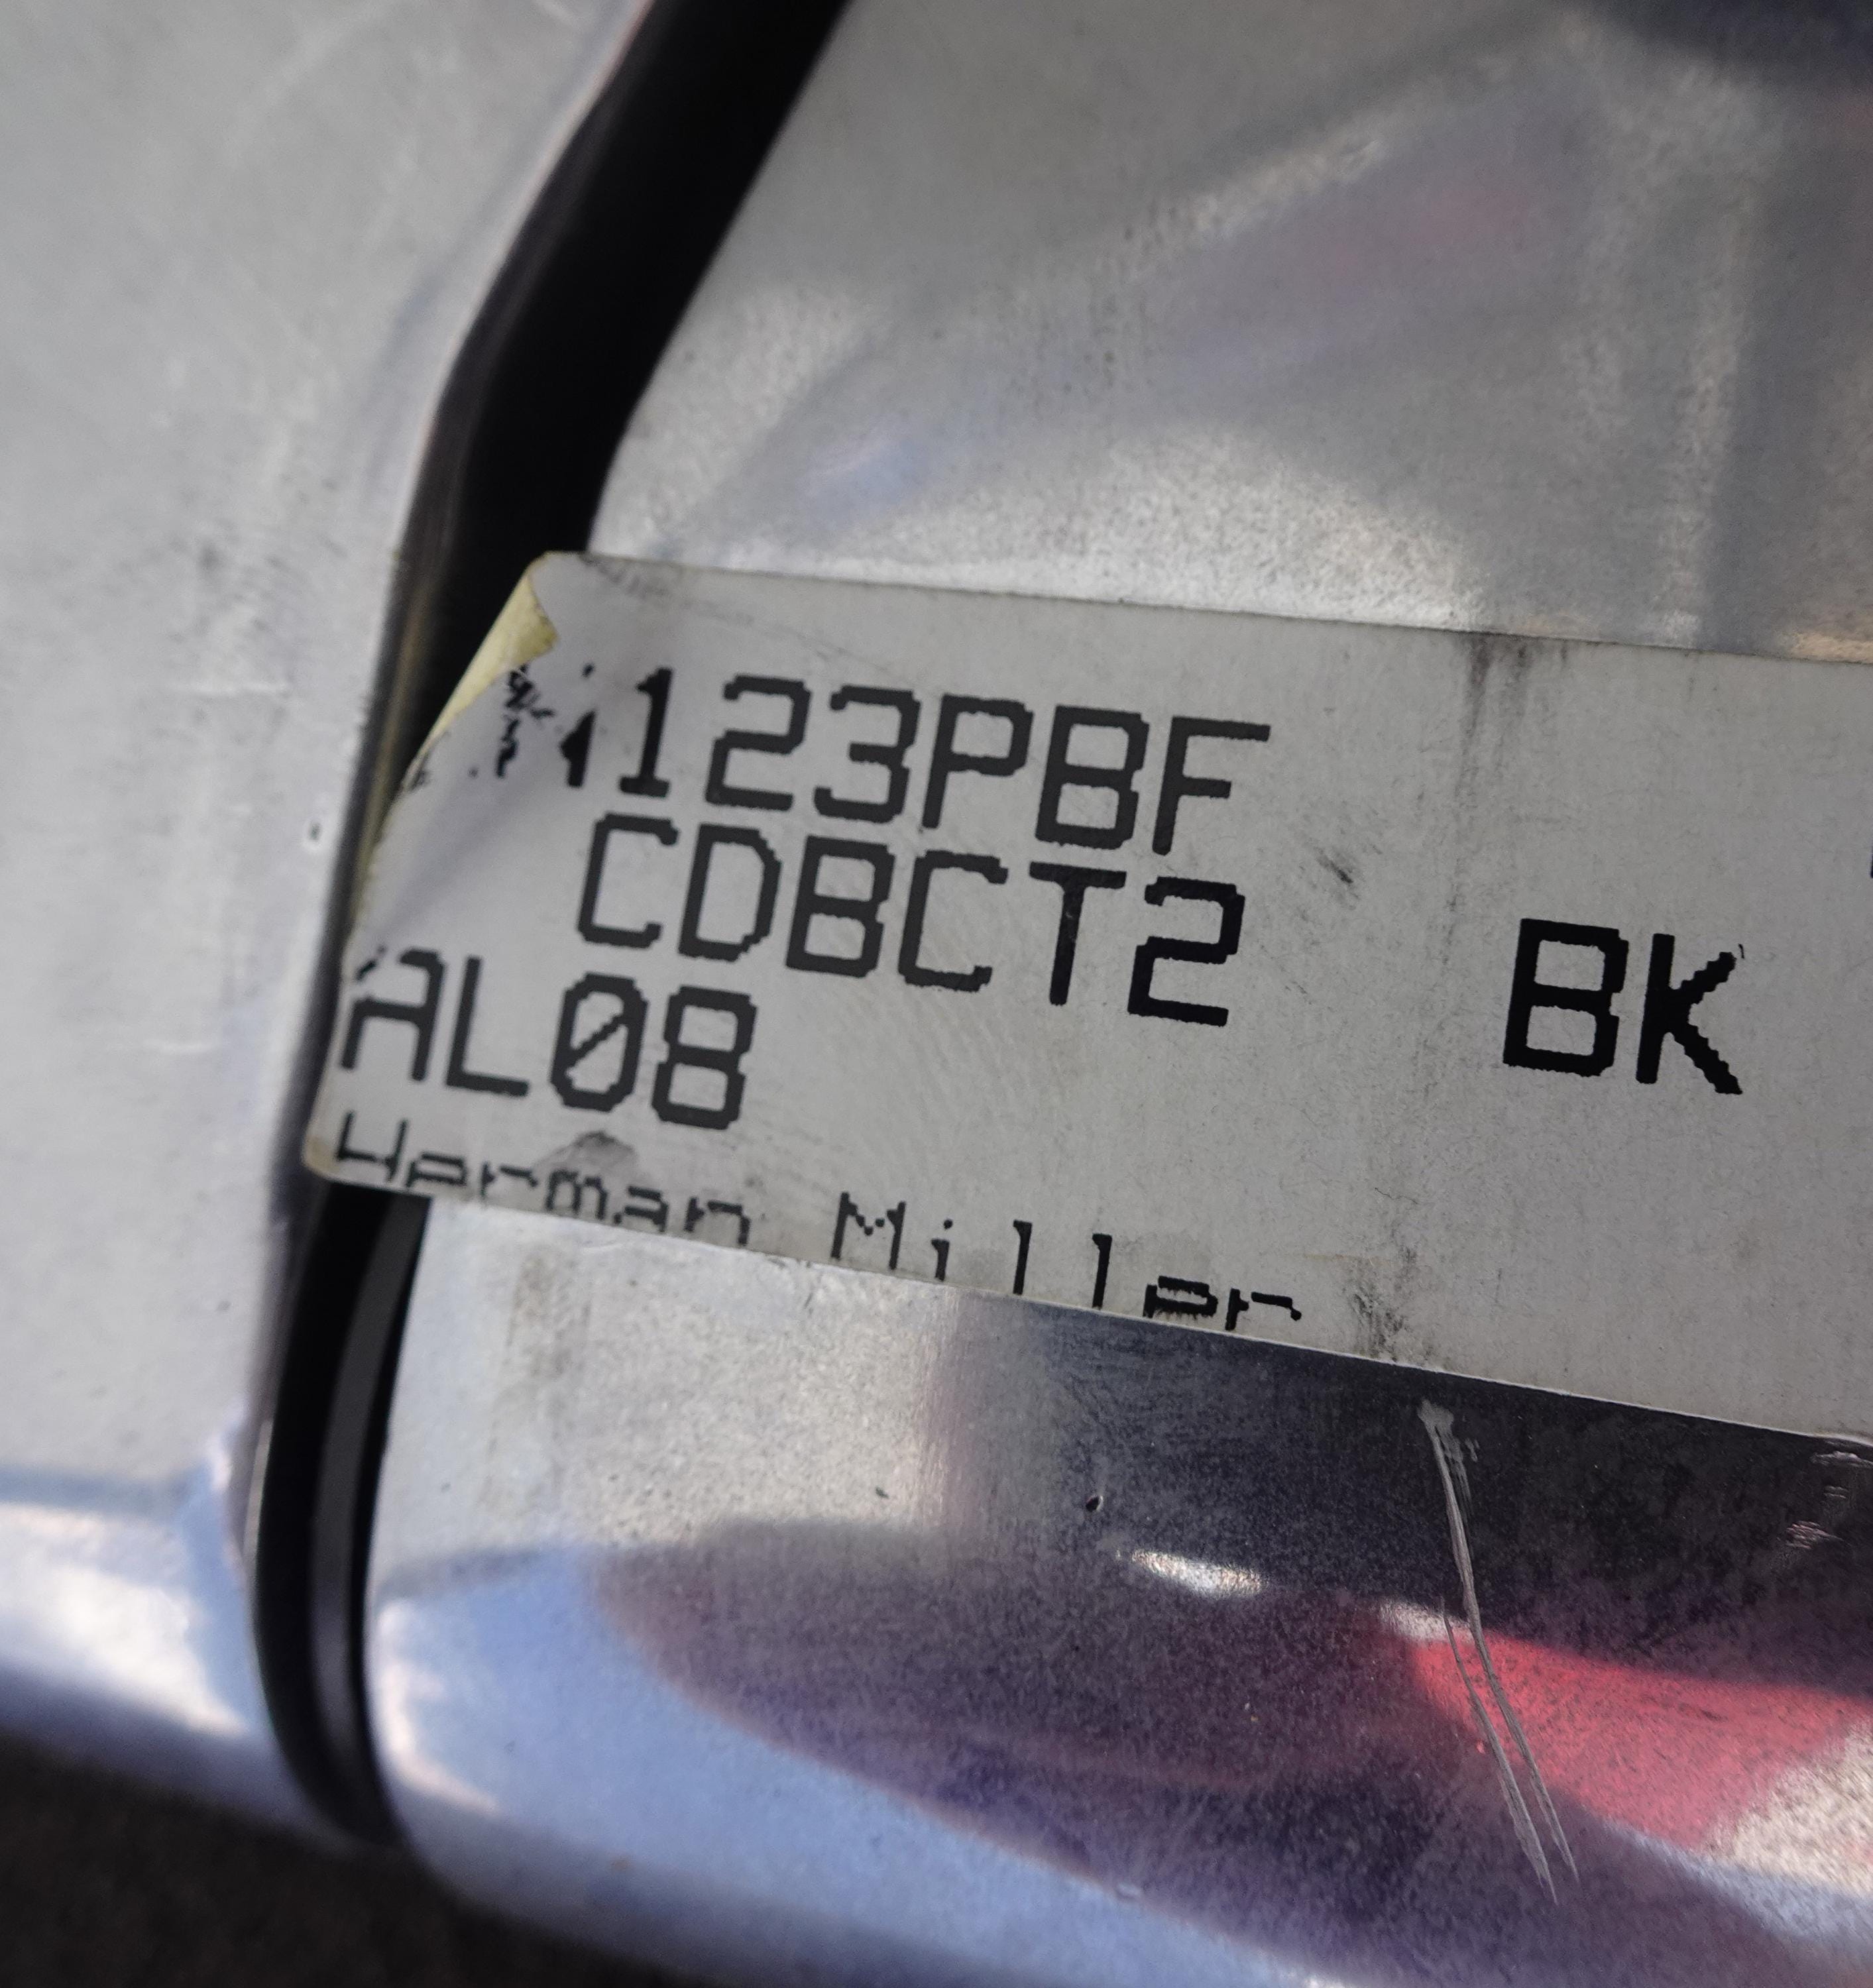 123PBF
CDBCT2 BK
AL08
Herman Miller